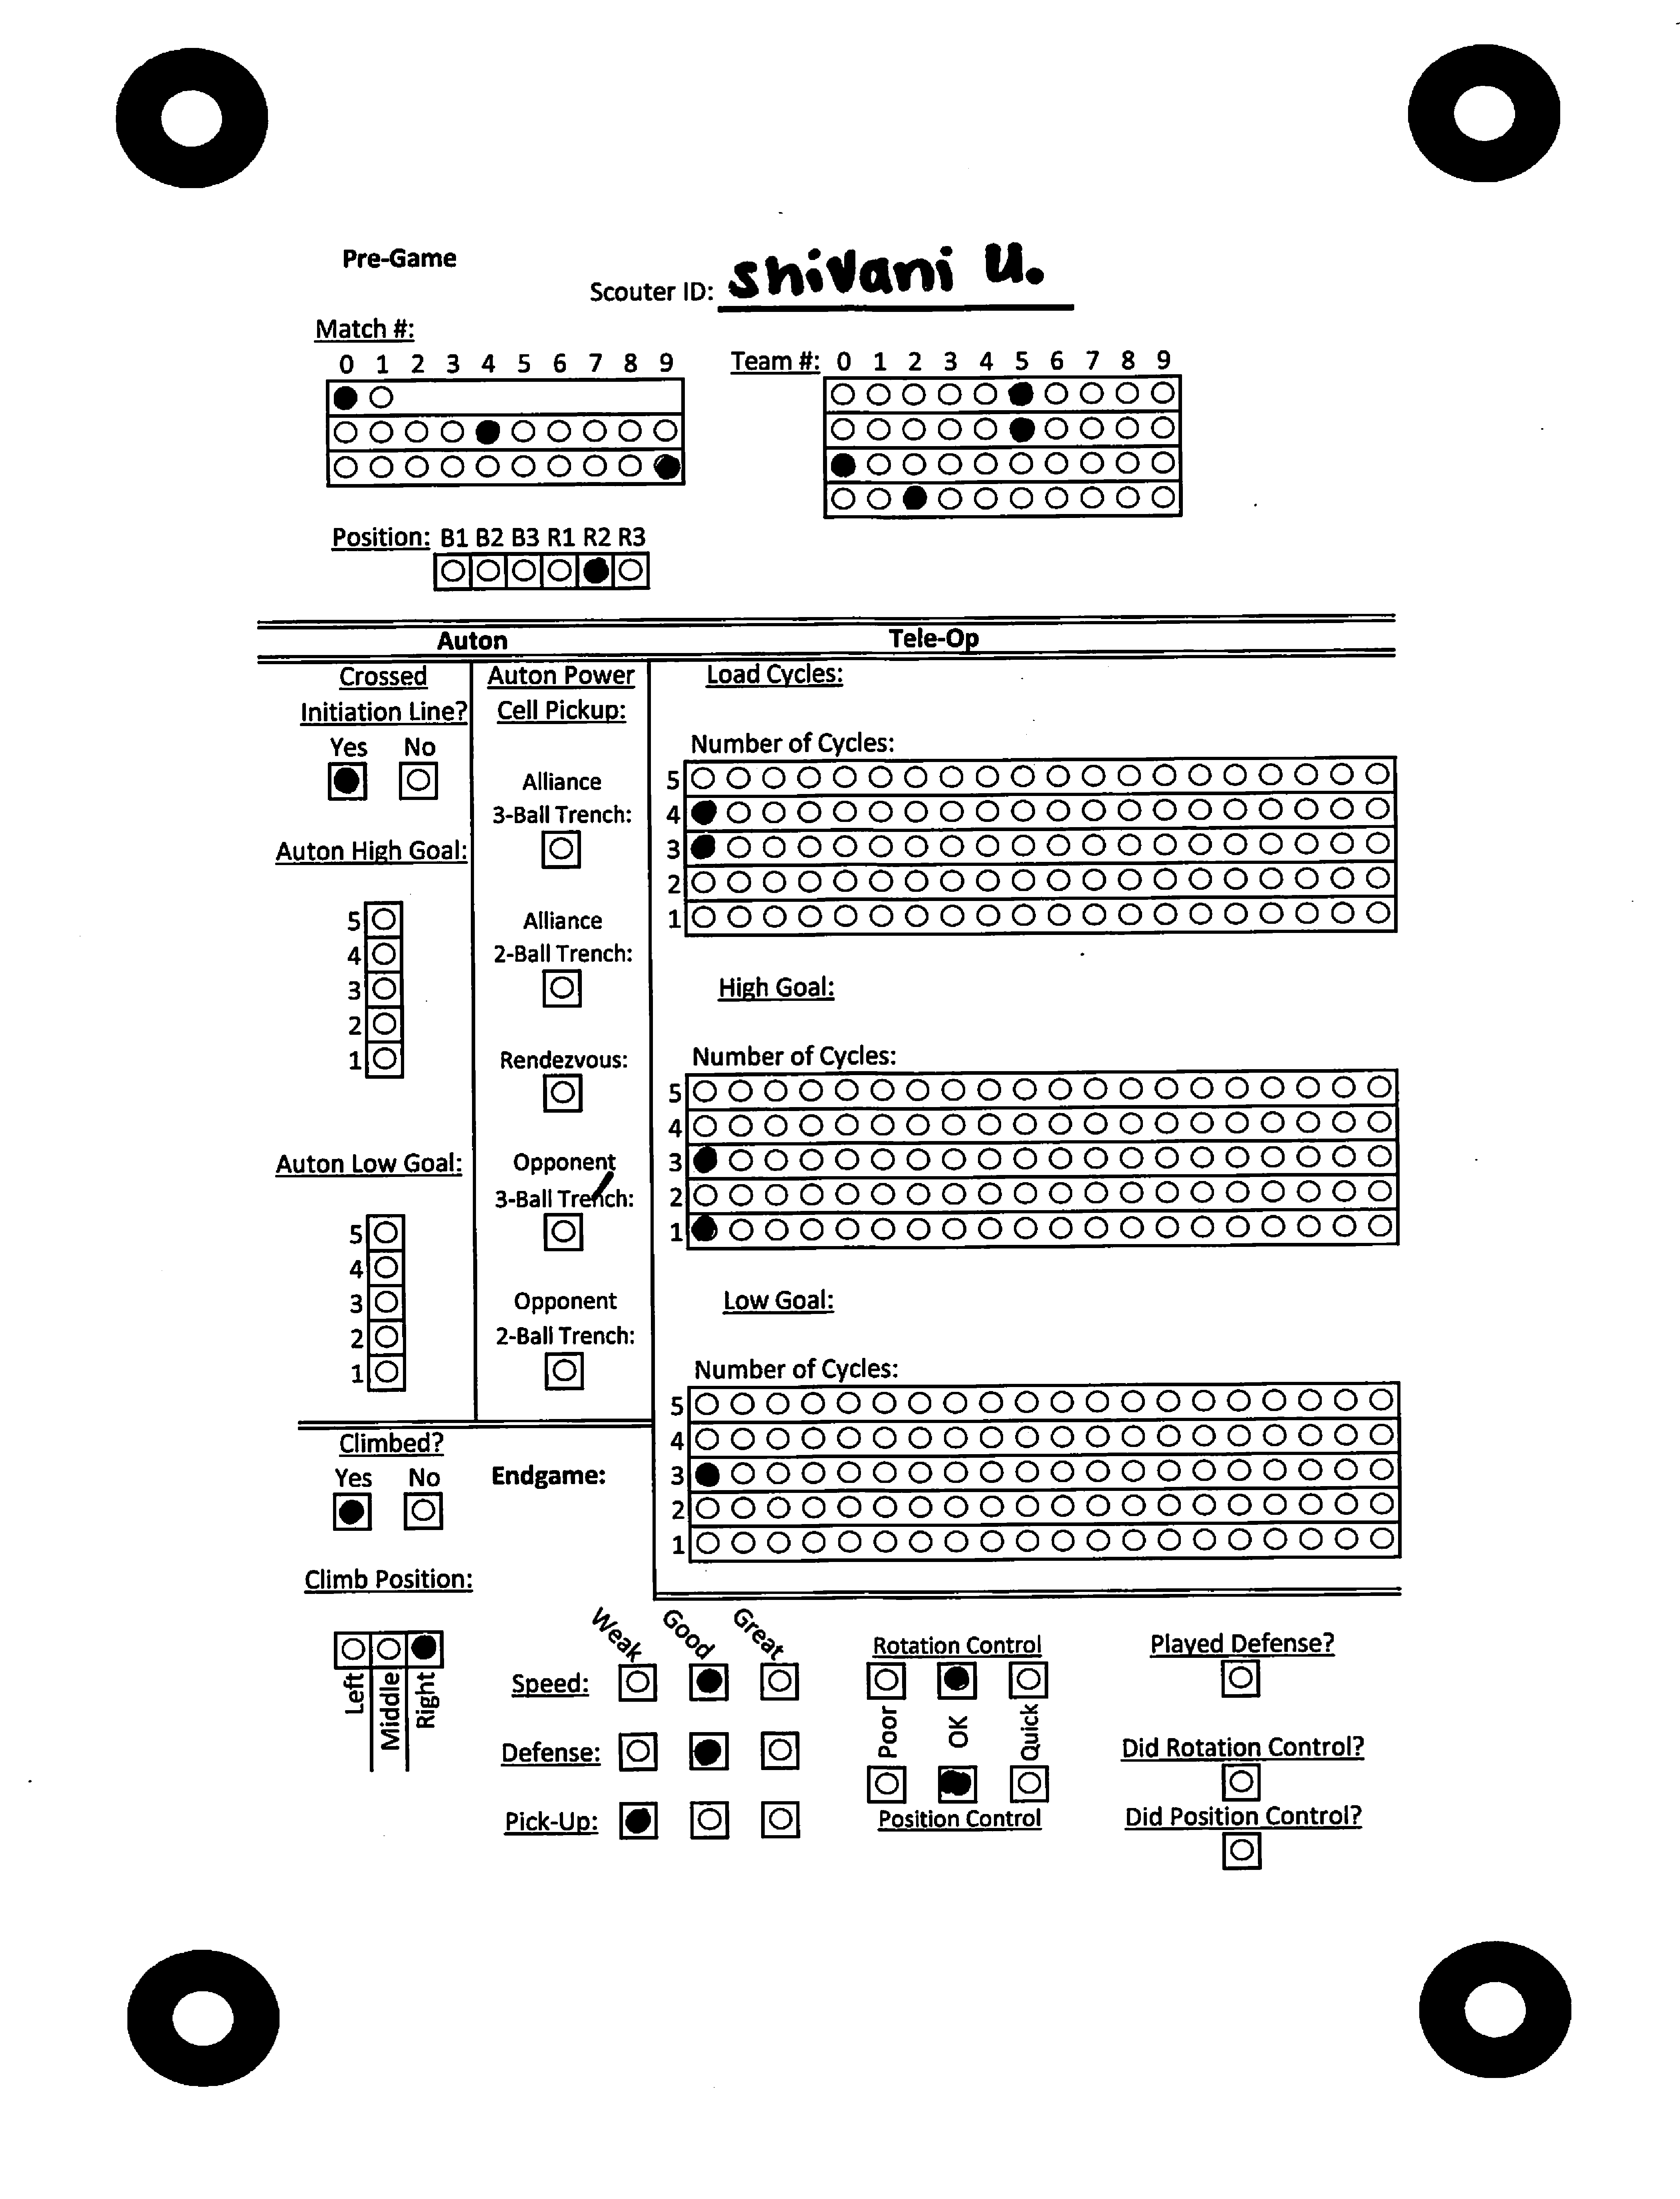 Pre-Game
Scouter ID: shivani U.
Match #:
0 1 2 3 4 5 6 7 8 9
Team #: 0 1 2 3 4 5 6 7 8 9
Position: B1 B2 B3 R1 R2 R3
Auton
Tele-Op
Crossed
Initiation Line?
Yes No
Auton High Goal:
5
4
3
2
1
Auton Low Goal:
5
4
3
2
1
Auton Power
Cell Pickup:
Alliance
3-Ball Trench:
Alliance
2-Ball Trench:
Rendezvous:
Opponent
3-Ball Trench:
Opponent
2-Ball Trench:
Load Cycles:
Number of Cycles:
5
4
3
2
1
High Goal:
Number of Cycles:
5
4
3
2
1
Low Goal:
Number of Cycles:
5
4
3
2
1
Climbed?
Yes No
Endgame:
Climb Position:
Left
Middle
Right
Weak Good Great
Speed:
Defense:
Pick-Up:
Rotation Control
Poor OK Quick
Position Control
Played Defense?
Did Rotation Control?
Did Position Control?